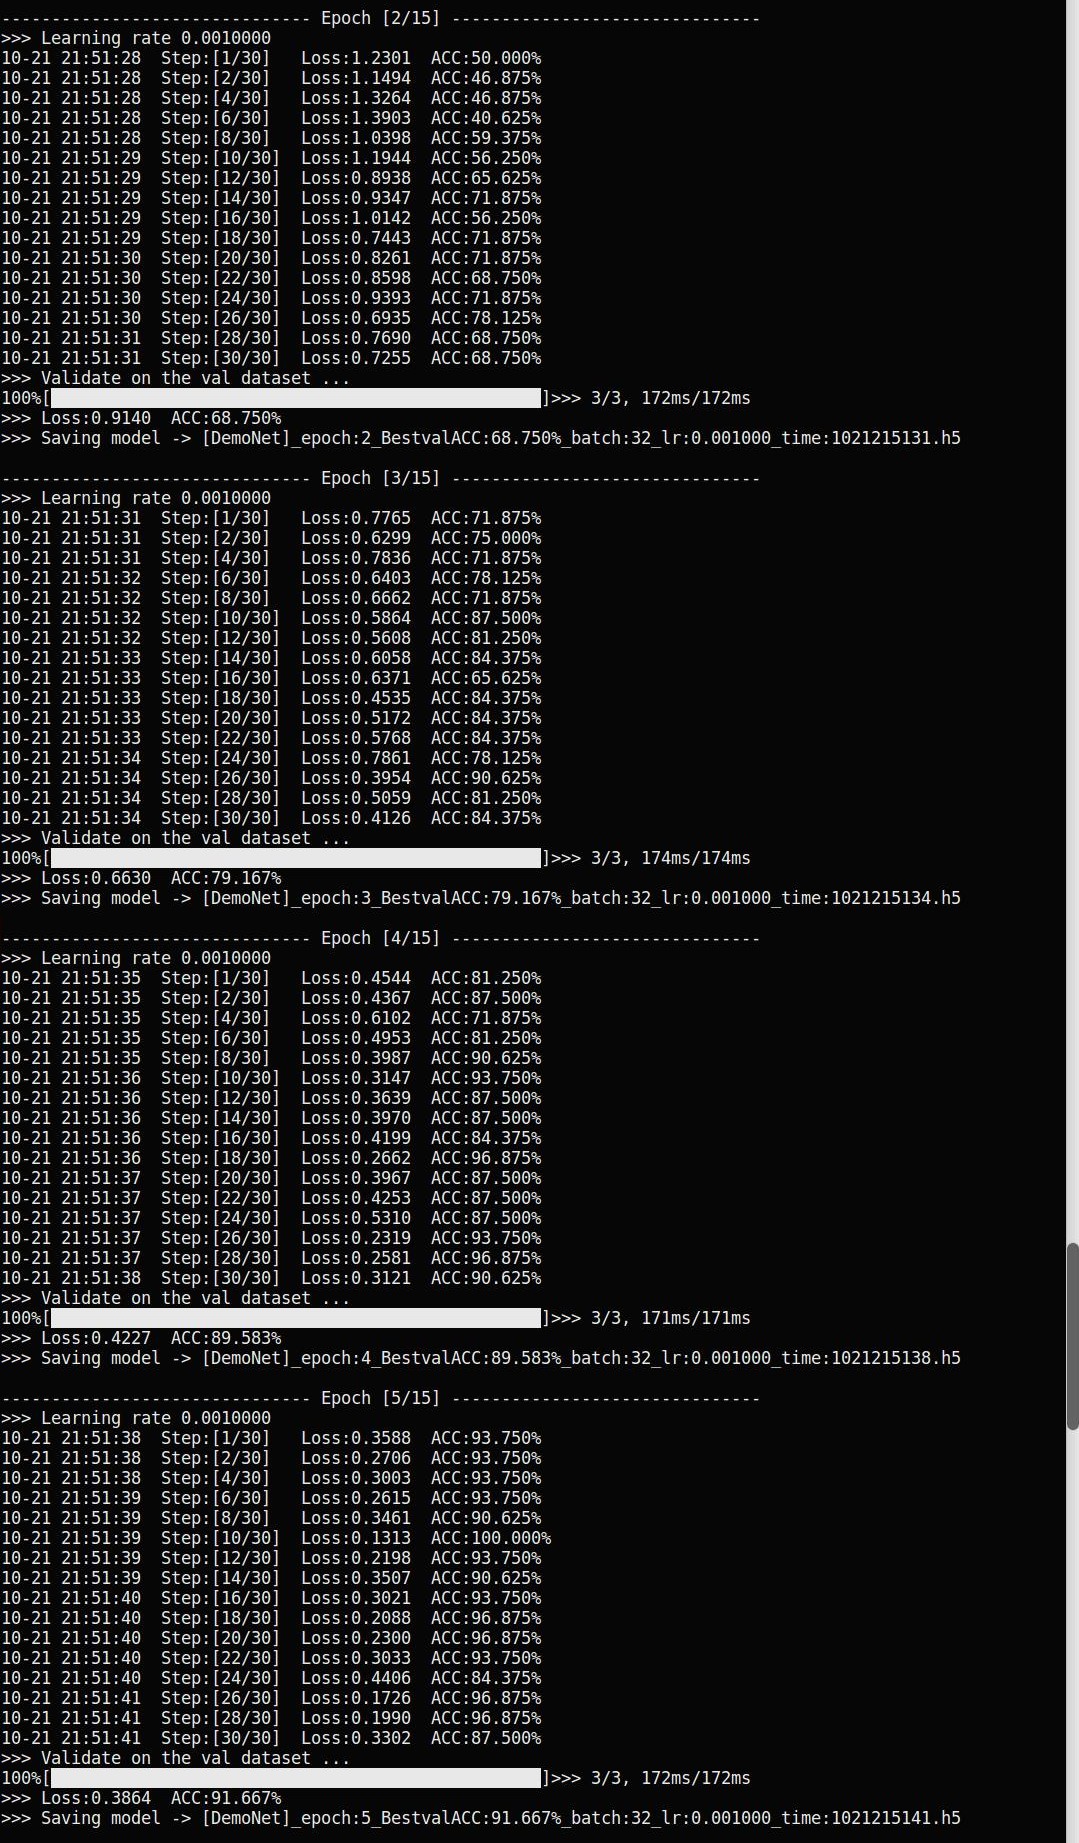 ------------------------------- Epoch [2/15] -------------------------------
>>> Learning rate 0.0010000
10-21 21:51:28  Step:[1/30]   Loss:1.2301  ACC:50.000%
10-21 21:51:28  Step:[2/30]   Loss:1.1494  ACC:46.875%
10-21 21:51:28  Step:[4/30]   Loss:1.3264  ACC:46.875%
10-21 21:51:28  Step:[6/30]   Loss:1.3903  ACC:40.625%
10-21 21:51:28  Step:[8/30]   Loss:1.0398  ACC:59.375%
10-21 21:51:29  Step:[10/30]  Loss:1.1944  ACC:56.250%
10-21 21:51:29  Step:[12/30]  Loss:0.8938  ACC:65.625%
10-21 21:51:29  Step:[14/30]  Loss:0.9347  ACC:71.875%
10-21 21:51:29  Step:[16/30]  Loss:1.0142  ACC:56.250%
10-21 21:51:29  Step:[18/30]  Loss:0.7443  ACC:71.875%
10-21 21:51:30  Step:[20/30]  Loss:0.8261  ACC:71.875%
10-21 21:51:30  Step:[22/30]  Loss:0.8598  ACC:68.750%
10-21 21:51:30  Step:[24/30]  Loss:0.9393  ACC:71.875%
10-21 21:51:30  Step:[26/30]  Loss:0.6935  ACC:78.125%
10-21 21:51:31  Step:[28/30]  Loss:0.7690  ACC:68.750%
10-21 21:51:31  Step:[30/30]  Loss:0.7255  ACC:68.750%
>>> Validate on the val dataset ...
100%[                                                 ]>>> 3/3, 172ms/172ms
>>> Loss:0.9140  ACC:68.750%
>>> Saving model -> [DemoNet]_epoch:2_BestvalACC:68.750%_batch:32_lr:0.001000_time:1021215131.h5

------------------------------- Epoch [3/15] -------------------------------
>>> Learning rate 0.0010000
10-21 21:51:31  Step:[1/30]   Loss:0.7765  ACC:71.875%
10-21 21:51:31  Step:[2/30]   Loss:0.6299  ACC:75.000%
10-21 21:51:31  Step:[4/30]   Loss:0.7836  ACC:71.875%
10-21 21:51:32  Step:[6/30]   Loss:0.6403  ACC:78.125%
10-21 21:51:32  Step:[8/30]   Loss:0.6662  ACC:71.875%
10-21 21:51:32  Step:[10/30]  Loss:0.5864  ACC:87.500%
10-21 21:51:32  Step:[12/30]  Loss:0.5608  ACC:81.250%
10-21 21:51:33  Step:[14/30]  Loss:0.6058  ACC:84.375%
10-21 21:51:33  Step:[16/30]  Loss:0.6371  ACC:65.625%
10-21 21:51:33  Step:[18/30]  Loss:0.4535  ACC:84.375%
10-21 21:51:33  Step:[20/30]  Loss:0.5172  ACC:84.375%
10-21 21:51:33  Step:[22/30]  Loss:0.5768  ACC:84.375%
10-21 21:51:34  Step:[24/30]  Loss:0.7861  ACC:78.125%
10-21 21:51:34  Step:[26/30]  Loss:0.3954  ACC:90.625%
10-21 21:51:34  Step:[28/30]  Loss:0.5059  ACC:81.250%
10-21 21:51:34  Step:[30/30]  Loss:0.4126  ACC:84.375%
>>> Validate on the val dataset ...
100%[                                                 ]>>> 3/3, 174ms/174ms
>>> Loss:0.6630  ACC:79.167%
>>> Saving model -> [DemoNet]_epoch:3_BestvalACC:79.167%_batch:32_lr:0.001000_time:1021215134.h5

------------------------------- Epoch [4/15] -------------------------------
>>> Learning rate 0.0010000
10-21 21:51:35  Step:[1/30]   Loss:0.4544  ACC:81.250%
10-21 21:51:35  Step:[2/30]   Loss:0.4367  ACC:87.500%
10-21 21:51:35  Step:[4/30]   Loss:0.6102  ACC:71.875%
10-21 21:51:35  Step:[6/30]   Loss:0.4953  ACC:81.250%
10-21 21:51:35  Step:[8/30]   Loss:0.3987  ACC:90.625%
10-21 21:51:36  Step:[10/30]  Loss:0.3147  ACC:93.750%
10-21 21:51:36  Step:[12/30]  Loss:0.3639  ACC:87.500%
10-21 21:51:36  Step:[14/30]  Loss:0.3970  ACC:87.500%
10-21 21:51:36  Step:[16/30]  Loss:0.4199  ACC:84.375%
10-21 21:51:36  Step:[18/30]  Loss:0.2662  ACC:96.875%
10-21 21:51:37  Step:[20/30]  Loss:0.3967  ACC:87.500%
10-21 21:51:37  Step:[22/30]  Loss:0.4253  ACC:87.500%
10-21 21:51:37  Step:[24/30]  Loss:0.5310  ACC:87.500%
10-21 21:51:37  Step:[26/30]  Loss:0.2319  ACC:93.750%
10-21 21:51:37  Step:[28/30]  Loss:0.2581  ACC:96.875%
10-21 21:51:38  Step:[30/30]  Loss:0.3121  ACC:90.625%
>>> Validate on the val dataset ...
100%[                                                 ]>>> 3/3, 171ms/171ms
>>> Loss:0.4227  ACC:89.583%
>>> Saving model -> [DemoNet]_epoch:4_BestvalACC:89.583%_batch:32_lr:0.001000_time:1021215138.h5

------------------------------- Epoch [5/15] -------------------------------
>>> Learning rate 0.0010000
10-21 21:51:38  Step:[1/30]   Loss:0.3588  ACC:93.750%
10-21 21:51:38  Step:[2/30]   Loss:0.2706  ACC:93.750%
10-21 21:51:38  Step:[4/30]   Loss:0.3003  ACC:93.750%
10-21 21:51:39  Step:[6/30]   Loss:0.2615  ACC:93.750%
10-21 21:51:39  Step:[8/30]   Loss:0.3461  ACC:90.625%
10-21 21:51:39  Step:[10/30]  Loss:0.1313  ACC:100.000%
10-21 21:51:39  Step:[12/30]  Loss:0.2198  ACC:93.750%
10-21 21:51:39  Step:[14/30]  Loss:0.3507  ACC:90.625%
10-21 21:51:40  Step:[16/30]  Loss:0.3021  ACC:93.750%
10-21 21:51:40  Step:[18/30]  Loss:0.2088  ACC:96.875%
10-21 21:51:40  Step:[20/30]  Loss:0.2300  ACC:96.875%
10-21 21:51:40  Step:[22/30]  Loss:0.3033  ACC:93.750%
10-21 21:51:40  Step:[24/30]  Loss:0.4406  ACC:84.375%
10-21 21:51:41  Step:[26/30]  Loss:0.1726  ACC:96.875%
10-21 21:51:41  Step:[28/30]  Loss:0.1990  ACC:96.875%
10-21 21:51:41  Step:[30/30]  Loss:0.3302  ACC:87.500%
>>> Validate on the val dataset ...
100%[                                                 ]>>> 3/3, 172ms/172ms
>>> Loss:0.3864  ACC:91.667%
>>> Saving model -> [DemoNet]_epoch:5_BestvalACC:91.667%_batch:32_lr:0.001000_time:1021215141.h5